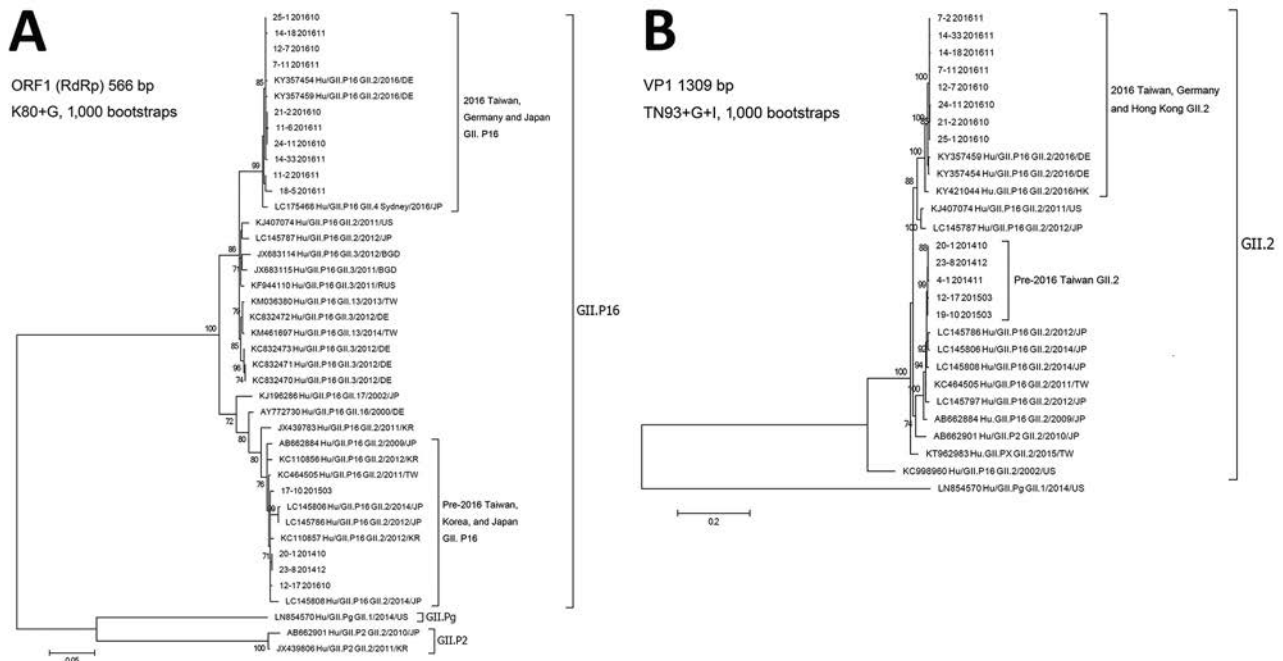 A
ORF1 (RdRp) 566 bp
K80+G, 1,000 bootstraps
25-1 201610
14-18 201611
12-7 201610
7-11 201611
KY357454 Hu/GII.P16 GII.2/2016/DE
KY357459 Hu/GII.P16 GII.2/2016/DE
21-2 201610
11-6 201611
24-11 201610
14-33 201611
11-2 201611
18-5 201611
LC175468 Hu/GII.P16 GII.4 Sydney/2016/JP
KJ407074 Hu/GII.P16 GII.2/2011/US
LC145787 Hu/GII.P16 GII.2/2012/JP
JX683114 Hu/GII.P16 GII.3/2012/BGD
JX683115 Hu/GII.P16 GII.3/2011/BGD
KF944110 Hu/GII.P16 GII.3/2011/RUS
KM036380 Hu/GII.P16 GII.13/2013/TW
KC832472 Hu/GII.P16 GII.3/2012/DE
KM461697 Hu/GII.P16 GII.13/2014/TW
KC832473 Hu/GII.P16 GII.3/2012/DE
KC832471 Hu/GII.P16 GII.3/2012/DE
KC832470 Hu/GII.P16 GII.3/2012/DE
KJ196286 Hu/GII.P16 GII.17/2002/JP
AY772730 Hu/GII.P16 GII.16/2000/DE
JX439783 Hu/GII.P16 GII.2/2011/KR
AB662884 Hu/GII.P16 GII.2/2009/JP
KC110856 Hu/GII.P16 GII.2/2012/KR
KC464505 Hu/GII.P16 GII.2/2011/TW
17-10 201503
LC145806 Hu/GII.P16 GII.2/2014/JP
LC145786 Hu/GII.P16 GII.2/2012/JP
KC110857 Hu/GII.P16 GII.2/2012/KR
20-1 201410
23-8 201412
12-17 201610
LC145808 Hu/GII.P16 GII.2/2014/JP
LN854570 Hu/GII.Pg GII.1/2014/US
AB662901 Hu/GII.P2 GII.2/2010/JP
JX439806 Hu/GII.P2 GII.2/2011/KR
85
99
86
71
76
100
85
96
74
72
80
80
76
99
71
100
0.05
2016 Taiwan,
Germany and Japan
GII. P16
Pre-2016 Taiwan,
Korea, and Japan
GII. P16
GII.P16
GII.Pg
GII.P2
B
VP1 1309 bp
TN93+G+I, 1,000 bootstraps
7-2 201611
14-33 201611
14-18 201611
7-11 201611
12-7 201610
24-11 201610
21-2 201610
25-1 201610
KY357459 Hu/GII.P16 GII.2/2016/DE
KY357454 Hu/GII.P16 GII.2/2016/DE
KY421044 Hu.GII.P16 GII.2/2016/HK
KJ407074 Hu/GII.P16 GII.2/2011/US
LC145787 Hu/GII.P16 GII.2/2012/JP
20-1 201410
23-8 201412
4-1 201411
12-17 201503
19-10 201503
LC145786 Hu/GII.P16 GII.2/2012/JP
LC145806 Hu/GII.P16 GII.2/2014/JP
LC145808 Hu/GII.P16 GII.2/2014/JP
KC464505 Hu/GII.P16 GII.2/2011/TW
LC145797 Hu/GII.P16 GII.2/2012/JP
AB662884 Hu.GII.P16 GII.2/2009/JP
AB662901 Hu/GII.P2 GII.2/2010/JP
KT962983 Hu.GII.PX GII.2/2015/TW
KC998960 Hu/GII.P16 GII.2/2002/US
LN854570 Hu/GII.Pg GII.1/2014/US
100
100
100
88
100
88
99
94
100
100
74
0.2
2016 Taiwan, Germany
and Hong Kong GII.2
Pre-2016 Taiwan GII.2
GII.2